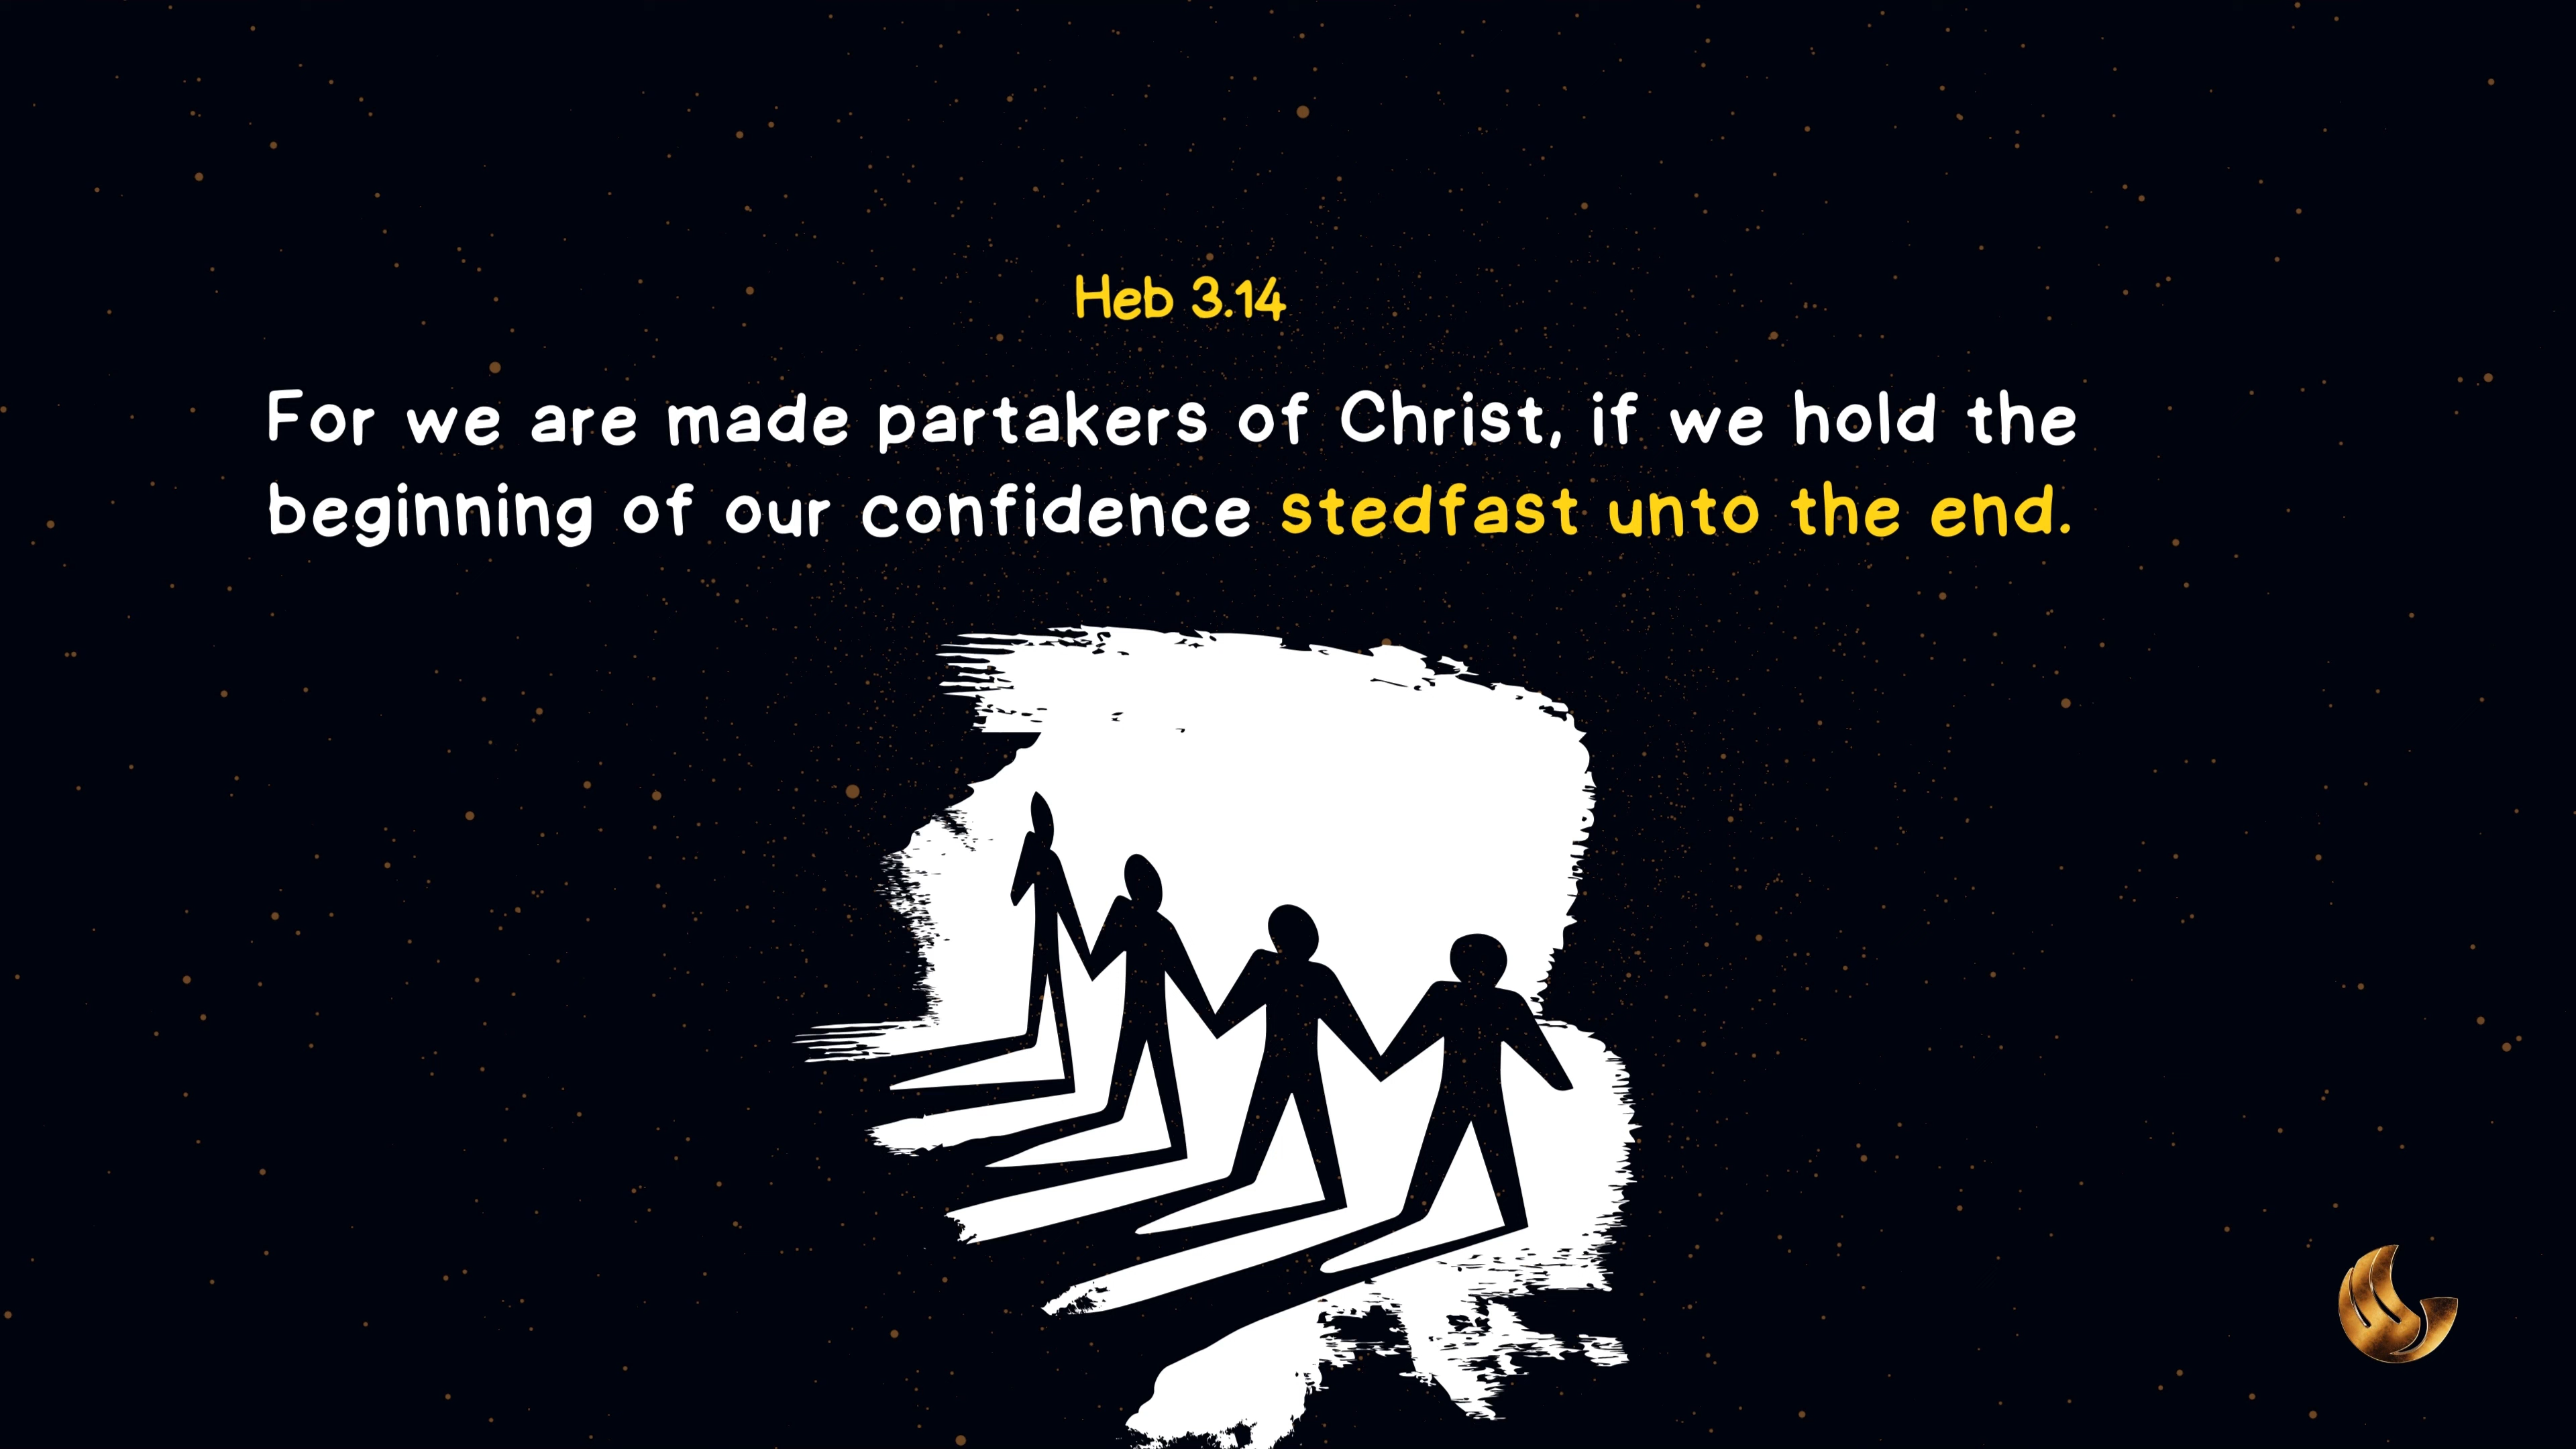 Heb 3.14
For we are made partakers of Christ, if we hold the
beginning of our confidence stedfast unto the end.